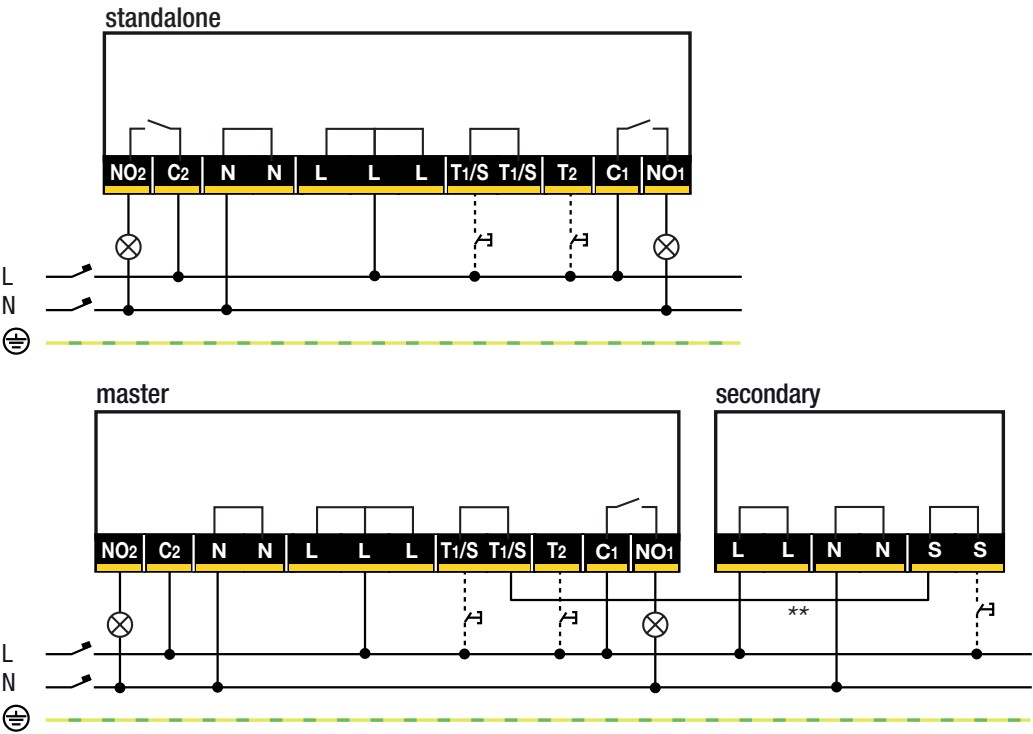 standalone
NO2 C2 N N L L L T1/S T1/S T2 C1 NO1
L
N
master secondary
NO2 C2 N N L L L T1/S T1/S T2 C1 NO1 L L N N S S
**
L
N